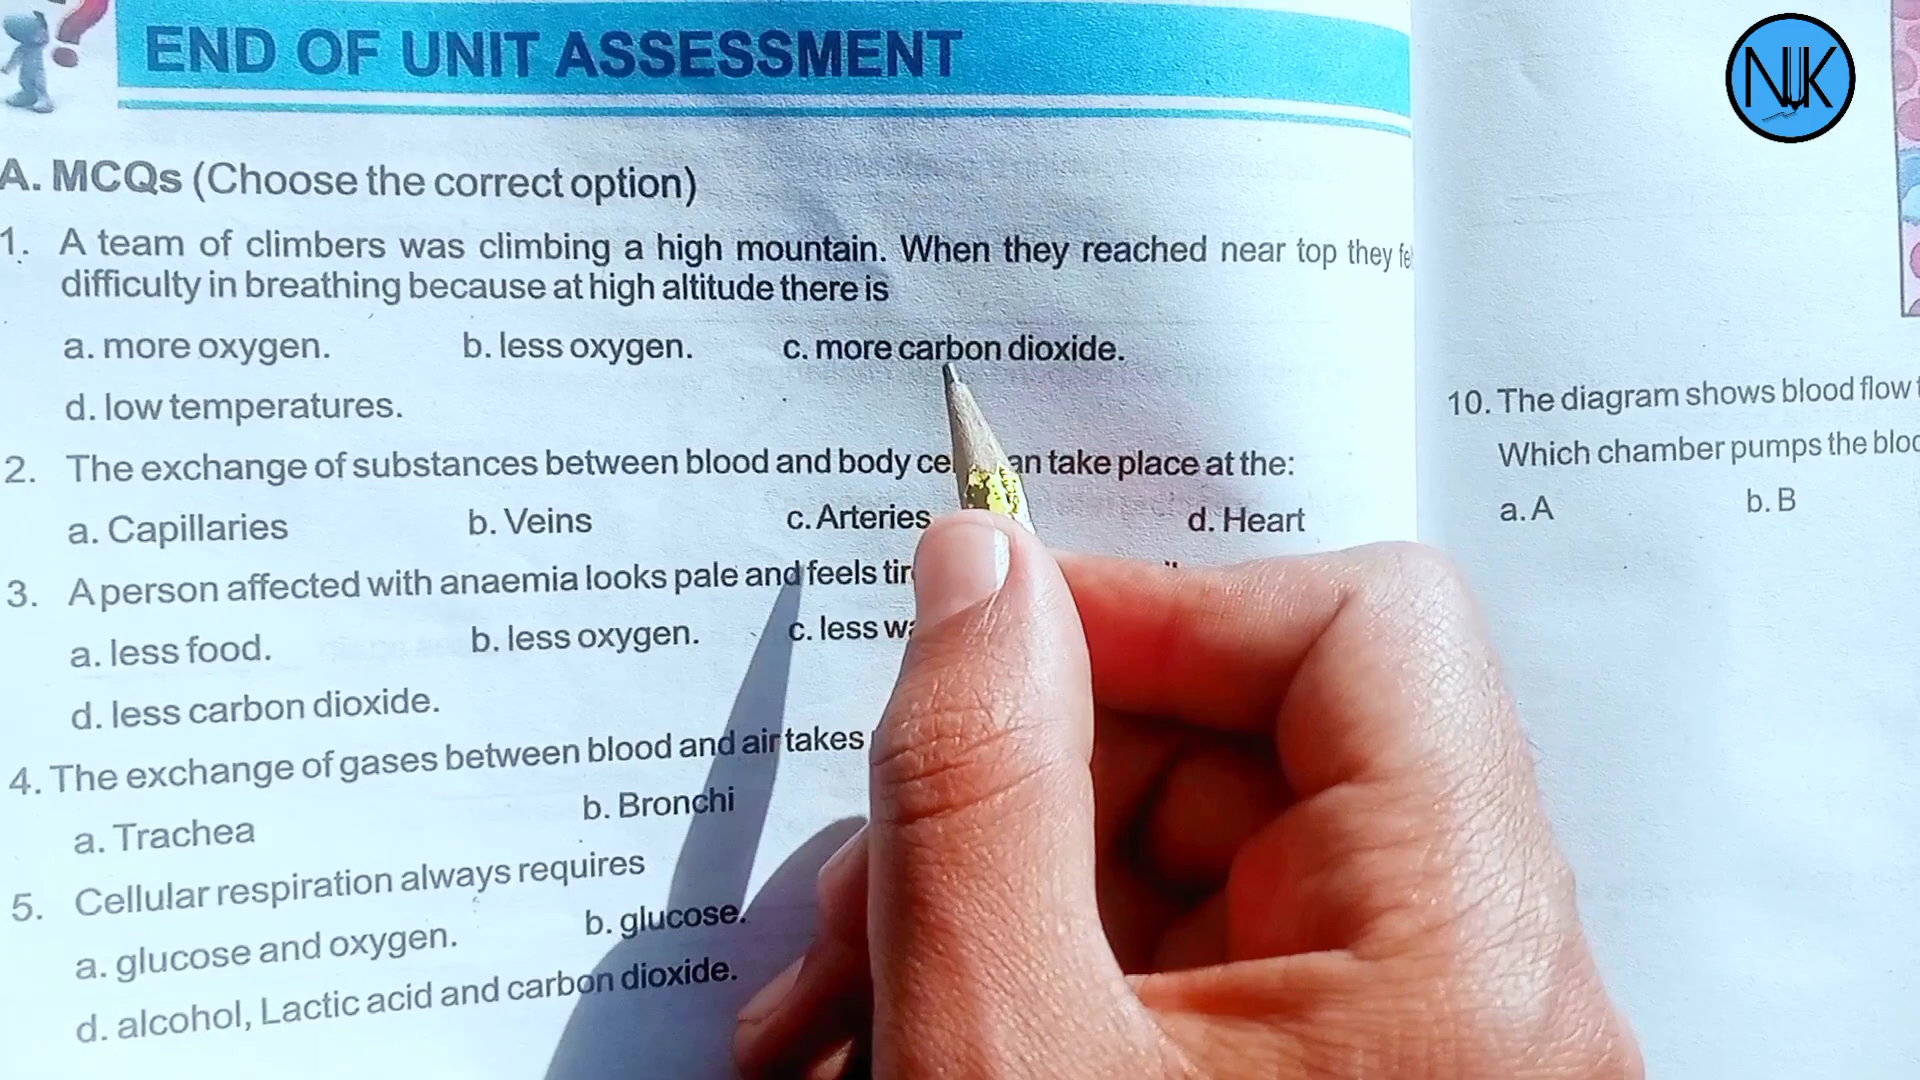 END OF UNIT ASSESSMENT
A. MCQs (Choose the correct option)
1. A team of climbers was climbing a high mountain. When they reached near top they
difficulty in breathing because at high altitude there is
a. more oxygen. b. less oxygen. c. more carbon dioxide.
d. low temperatures.
2. The exchange of substances between blood and body take place at the:
a. Capillaries b. Veins c. Arteries d. Heart
3. A person affected with anaemia looks pale and feels
a. less food. b. less oxygen. c. less
d. less carbon dioxide.
4. The exchange of gases between blood and air takes
a. Trachea b. Bronchi
5. Cellular respiration always requires
a. glucose and oxygen. b. glucose.
d. alcohol, Lactic acid and carbon dioxide.
NUK
10. The diagram shows blood flow
Which chamber pumps the
a. A b. B